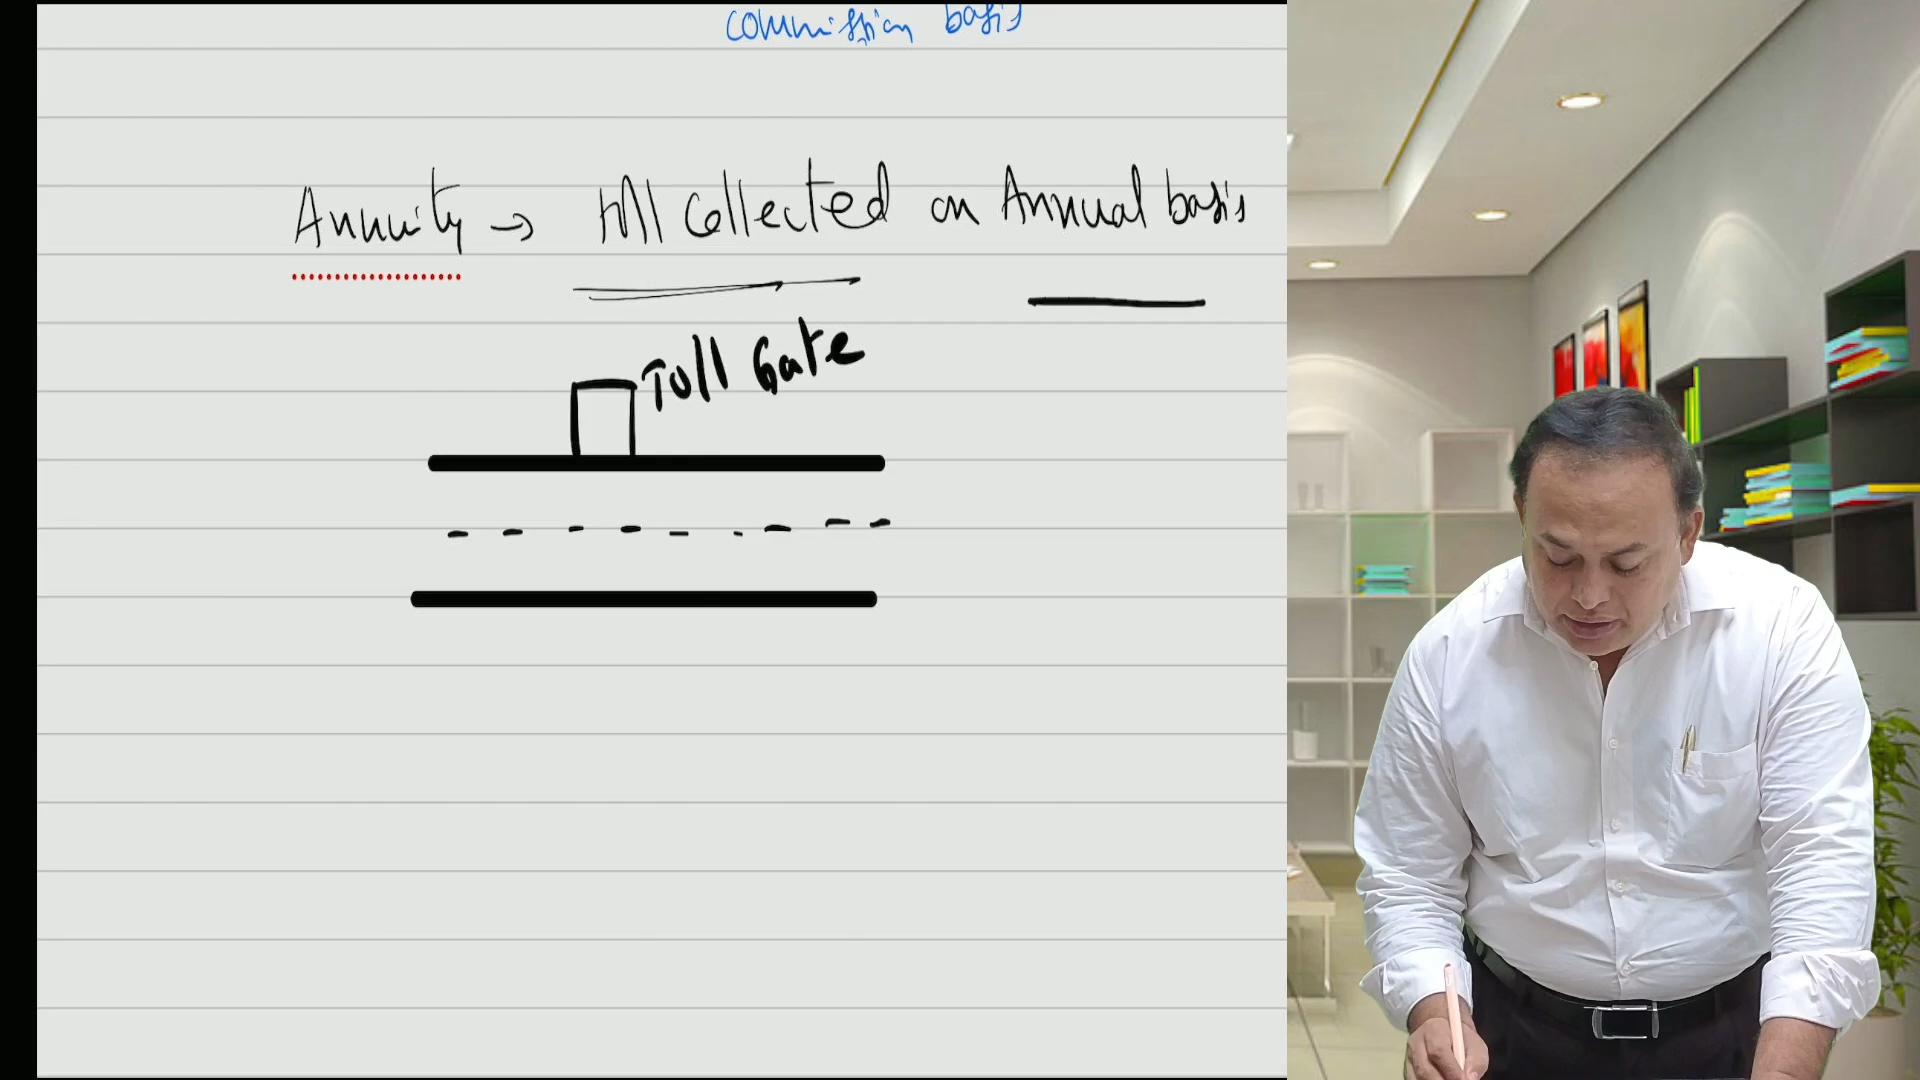 commission basis
Annuity → toll collected on Annual basis
Toll Gate